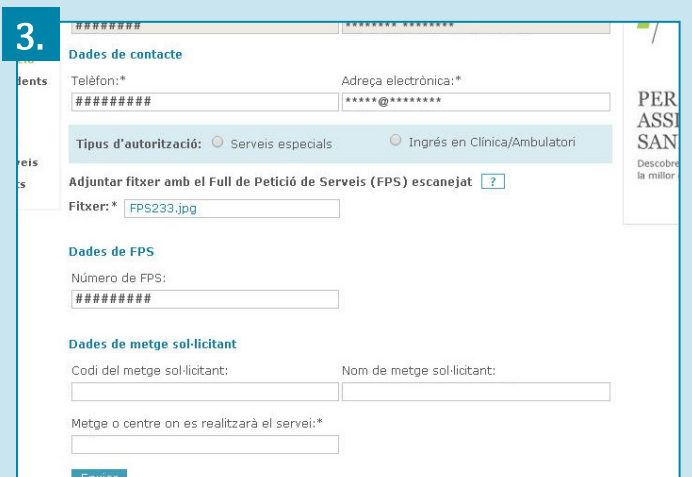 3.
######## ******** ********
Dades de contacte
dents
Telèfon:* Adreça electrònica:*
######### *****@********
PER
ASSI
SAN
Tipus d'autorització: Serveis especials Ingrés en Clínica/Ambulatori
veis
Descobre
la millor
Adjuntar fitxer amb el Full de Petició de Serveis (FPS) escanejat ?
Fitxer:* FPS233.jpg
Dades de FPS
Número de FPS:
#########
Dades de metge sol·licitant
Codi del metge sol·licitant: Nom de metge sol·licitant:
Metge o centre on es realitzarà el servei:*
Enviar